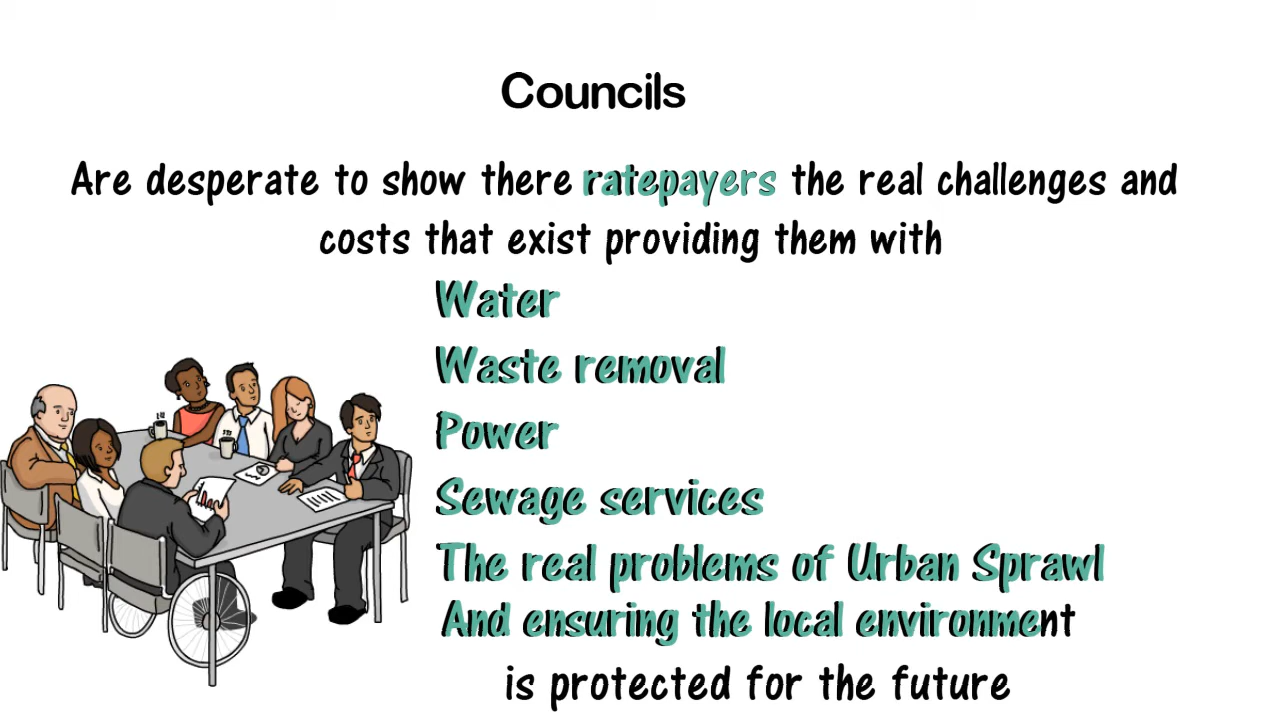 Councils
Are desperate to show there ratepayers the real challenges and
costs that exist providing them with
Water
Waste removal
Power
Sewage services
The real problems of Urban Sprawl
And ensuring the local environment
is protected for the future